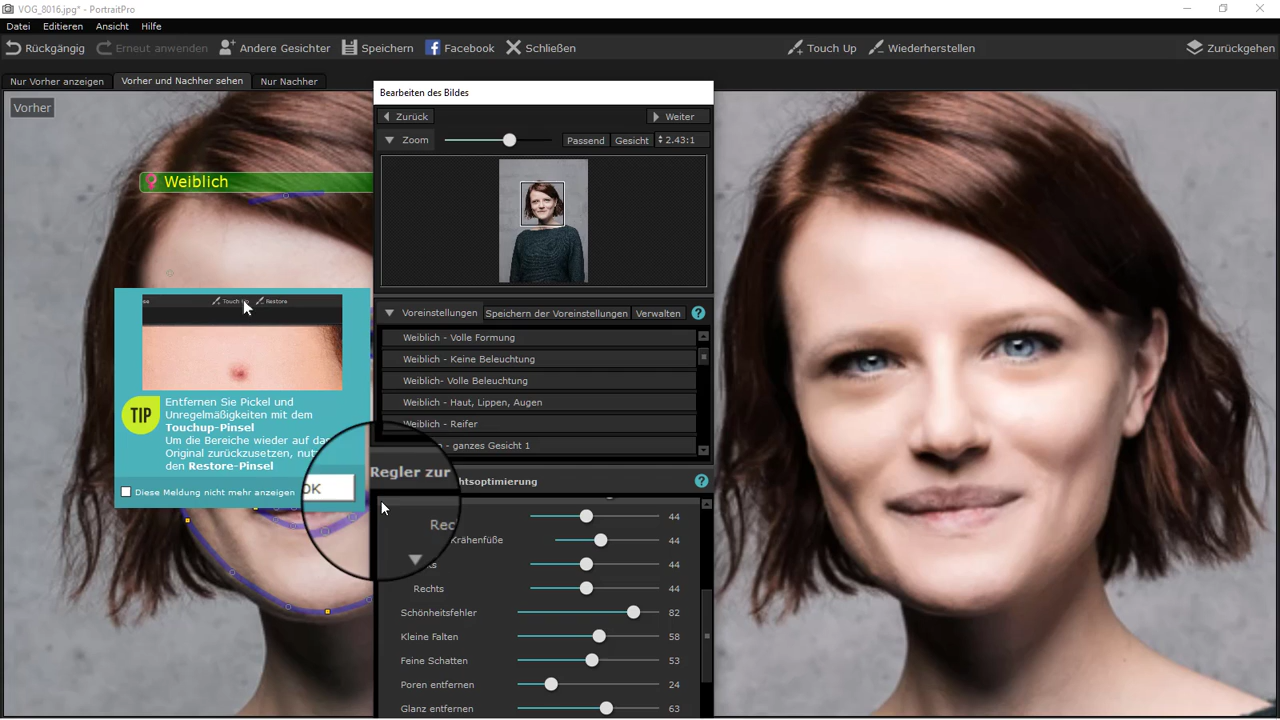 VOG_8016.jpg* - PortraitPro
Datei Editieren Ansicht Hilfe
Rückgängig Erneut anwenden Andere Gesichter Speichern Facebook Schließen Touch Up Wiederherstellen Zurückgehen
Nur Vorher anzeigen Vorher und Nachher sehen Nur Nachher
Vorher
Weiblich
Touch Restore
TIP
Entfernen Sie Pickel und
Unregelmäßigkeiten mit dem
Touchup-Pinsel
Um die Bereiche wieder auf das
Original zurückzusetzen,
den Restore-Pinsel
Diese Meldung nicht mehr anzeigen
OK
Bearbeiten des Bildes
Zurück Weiter
Zoom Passend Gesicht 2.43:1
Voreinstellungen Speichern der Voreinstellungen Verwalten ?
Weiblich - Volle Formung
Weiblich - Keine Beleuchtung
Weiblich- Volle Beleuchtung
Weiblich - Haut, Lippen, Augen
Weiblich - Reifer
- ganzes Gesicht 1
Regler zur
htsoptimierung ?
44
Rec
Krähenfüße 44
44
Rechts 44
Schönheitsfehler 82
Kleine Falten 58
Feine Schatten 53
Poren entfernen 24
Glanz entfernen 63